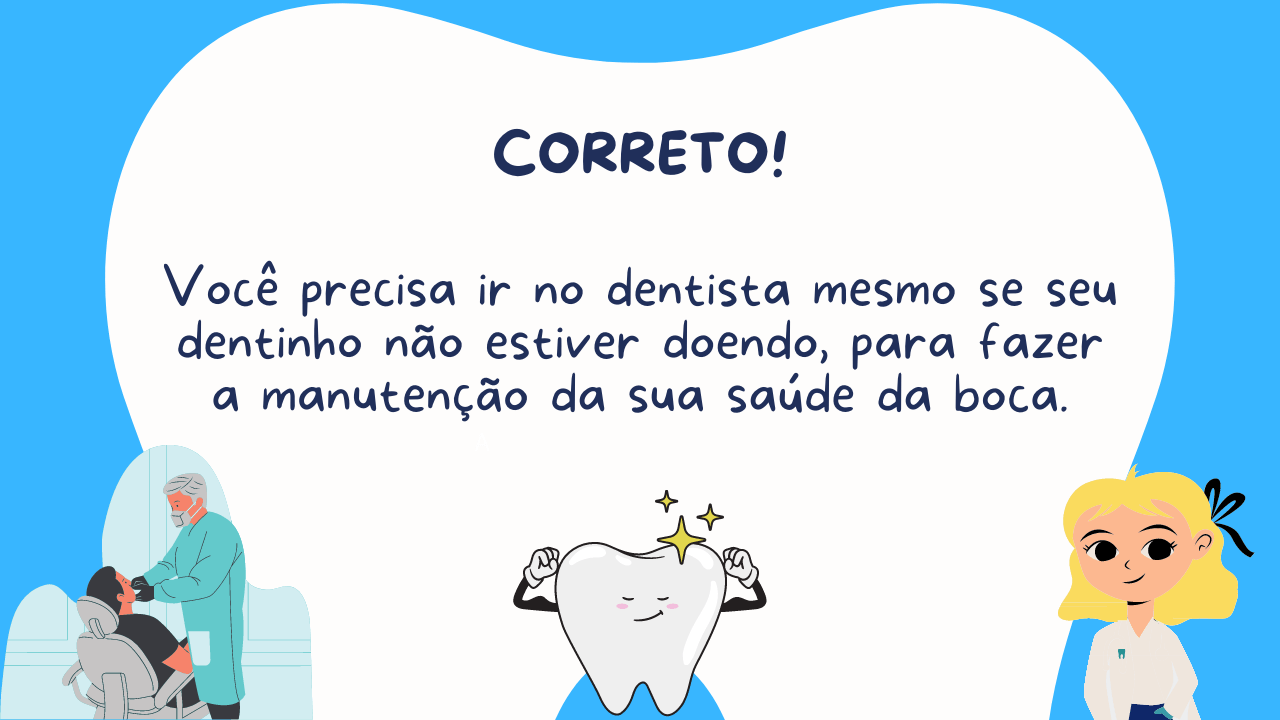 CORRETO!
Você precisa ir no dentista mesmo se seu
dentinho não estiver doendo, para fazer
a manutenção da sua saúde da boca.